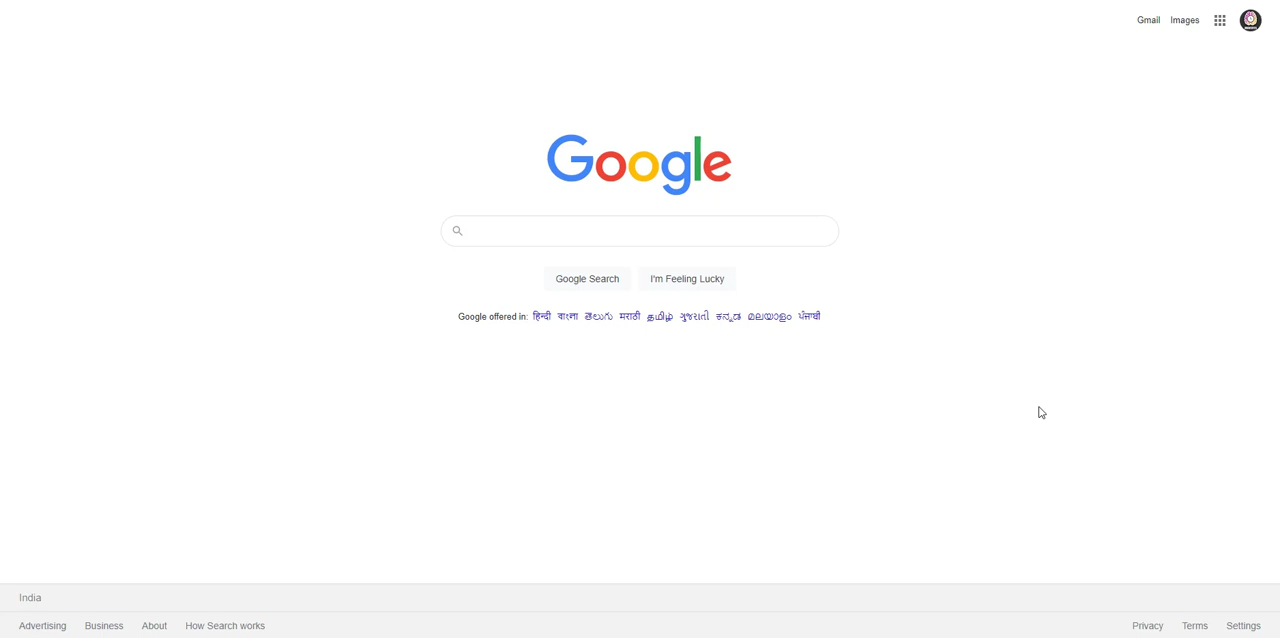 Gmail Images
Google
Google Search I'm Feeling Lucky
Google offered in: हिन्दी বাংলা తెలుగు मराठी தமிழ் ગુજરાતી ಕನ್ನಡ മലയാളം ਪੰਜਾਬੀ
India
Advertising Business About How Search works Privacy Terms Settings